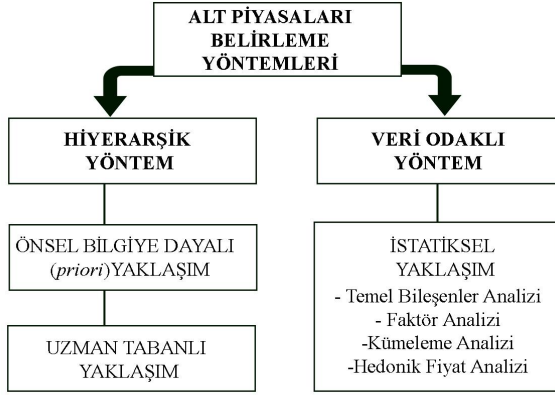 ALT PİYASALARI
BELİRLEME
YÖNTEMLERİ
HİYERARŞİK
YÖNTEM
ÖNSEL BİLGİYE DAYALI
(priori)YAKLAŞIM
UZMAN TABANLI
YAKLAŞIM
VERİ ODAKLI
YÖNTEM
İSTATİKSEL
YAKLAŞIM
- Temel Bileşenler Analizi
- Faktör Analizi
-Kümeleme Analizi
-Hedonik Fiyat Analizi